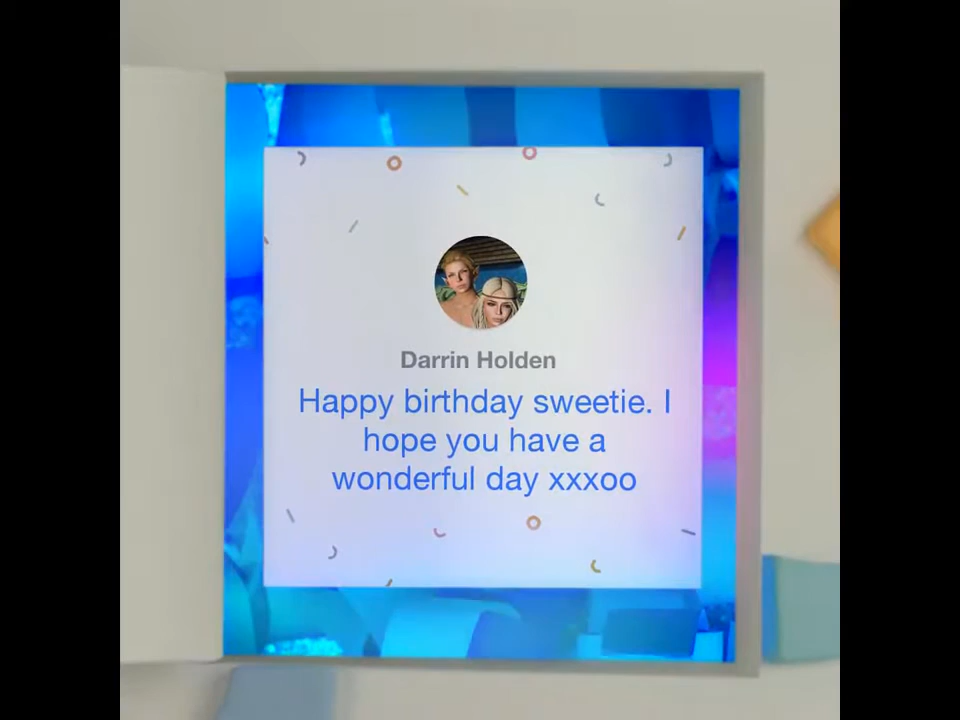 Darrin Holden
Happy birthday sweetie. I
hope you have a
wonderful day xxxoo